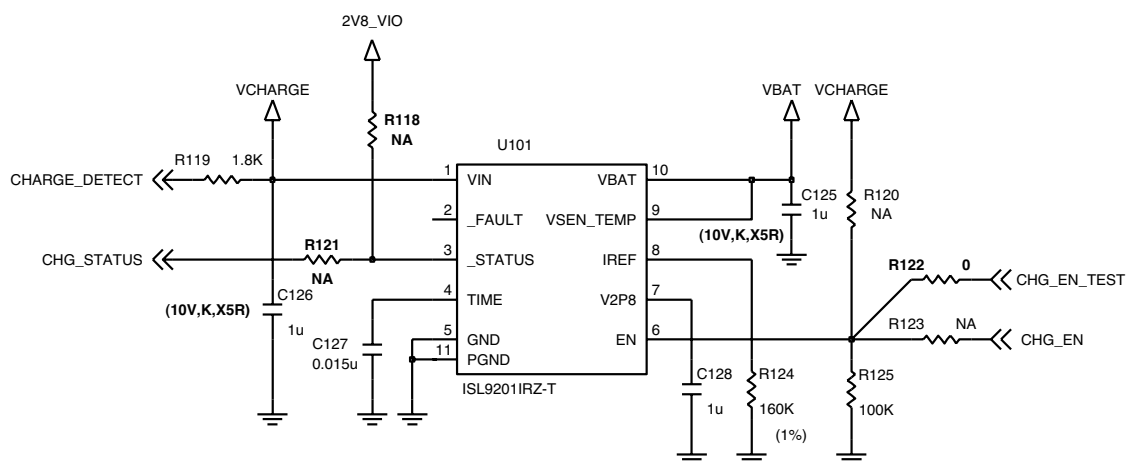 2V8_VIO
VCHARGE
VBAT
VCHARGE
R118
NA
U101
R119 1.8K
CHARGE_DETECT
1
VIN
VBAT
10
C125
1u
R120
NA
2
_FAULT
VSEN_TEMP
9
(10V,K,X5R)
R121
NA
CHG_STATUS
3
_STATUS
IREF
8
R122 0
CHG_EN_TEST
C126
(10V,K,X5R)
1u
4
TIME
V2P8
7
C127
0.015u
5
GND
EN
6
R123 NA
CHG_EN
11
PGND
ISL9201IRZ-T
C128
1u
R124
160K
(1%)
R125
100K